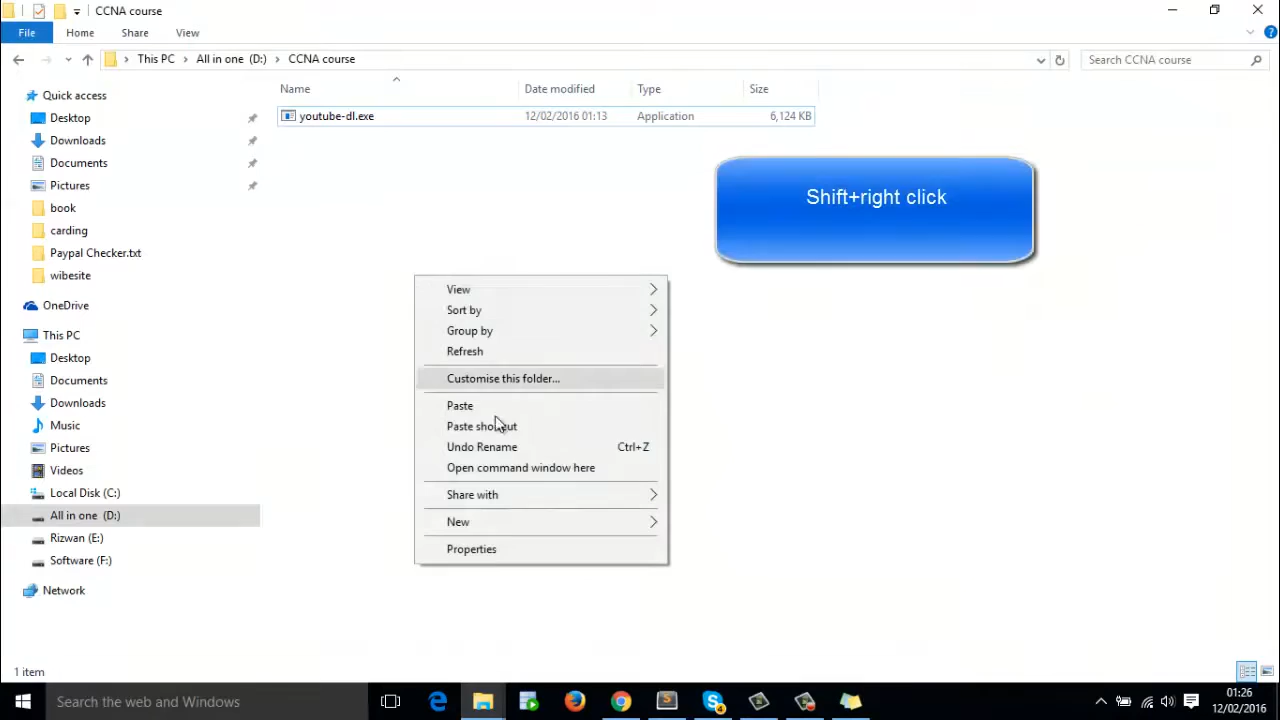 CCNA course
File Home Share View
This PC All in one (D:) CCNA course
Search CCNA course
Name Date modified Type Size
youtube-dl.exe 12/02/2016 01:13 Application 6,124 KB
Quick access
Desktop
Downloads
Documents
Pictures
book
carding
Paypal Checker.txt
wibesite
OneDrive
This PC
Desktop
Documents
Downloads
Music
Pictures
Videos
Local Disk (C:)
All in one (D:)
Rizwan (E:)
Software (F:)
Network
Shift+right click
View
Sort by
Group by
Refresh
Customise this folder...
Paste
Paste shortcut
Undo Rename Ctrl+Z
Open command window here
Share with
New
Properties
1 item
Search the web and Windows
01:26
12/02/2016